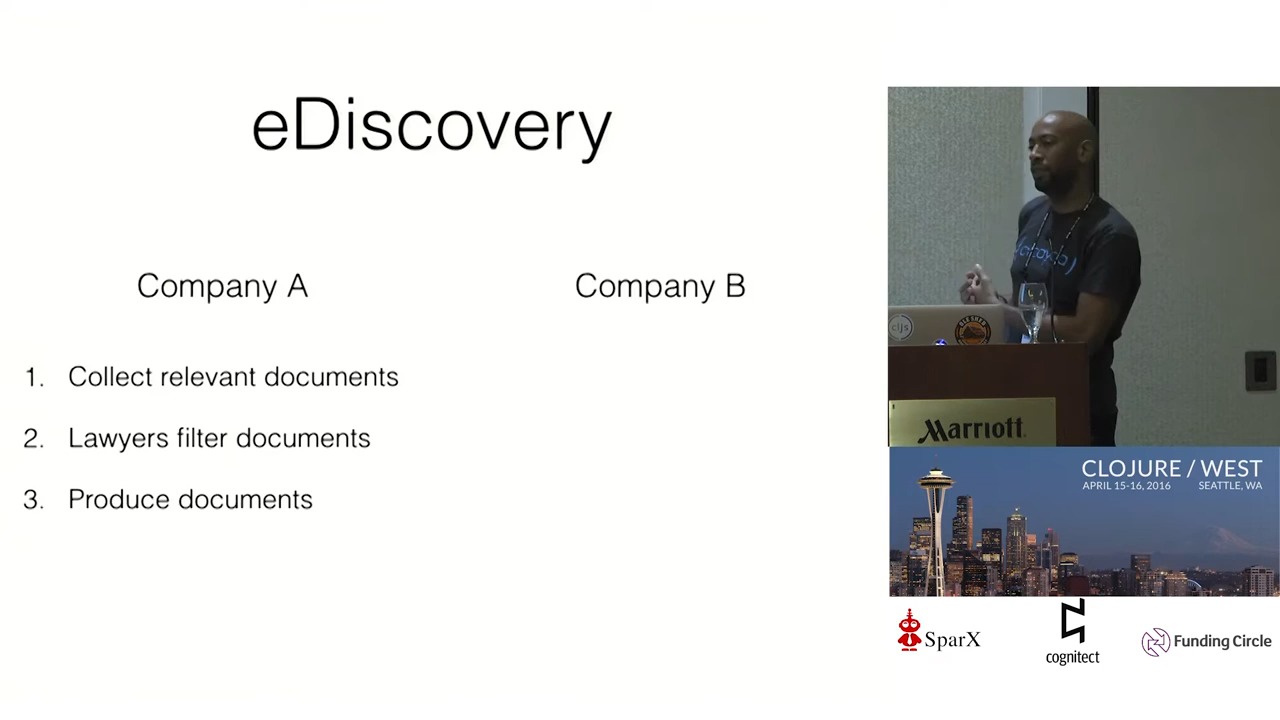 eDiscovery
Company A
Company B
1. Collect relevant documents
2. Lawyers filter documents
3. Produce documents
cljs
Marriott
CLOJURE / WEST
APRIL 15-16, 2016 SEATTLE, WA
SparX
cognitect
Funding Circle